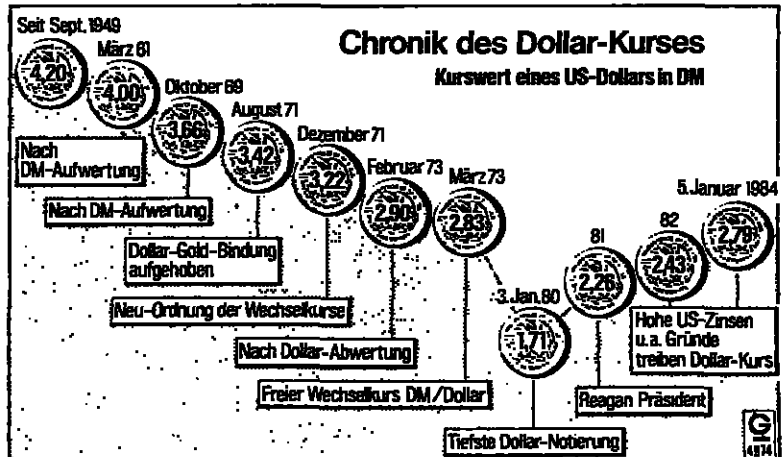 Chronik des Dollar-Kurses
Kurswert eines US-Dollars in DM
Seit Sept. 1949
4,20
März 61
4,00
Nach
DM-Aufwertung
Oktober 69
3,66
Nach DM-Aufwertung
August 71
3,42
Dollar-Gold-Bindung
aufgehoben
Dezember 71
3,22
Neu-Ordnung der Wechselkurse
Februar 73
2,90
Nach Dollar-Abwertung
März 73
2,83
Freier Wechselkurs DM/Dollar
3. Jan. 80
1,71
Tiefste Dollar-Notierung
81
2,26
Reagan Präsident
82
2,43
5. Januar 1984
2,79
Hohe US-Zinsen
u.a. Gründe
treiben Dollar-Kurs
G
4974